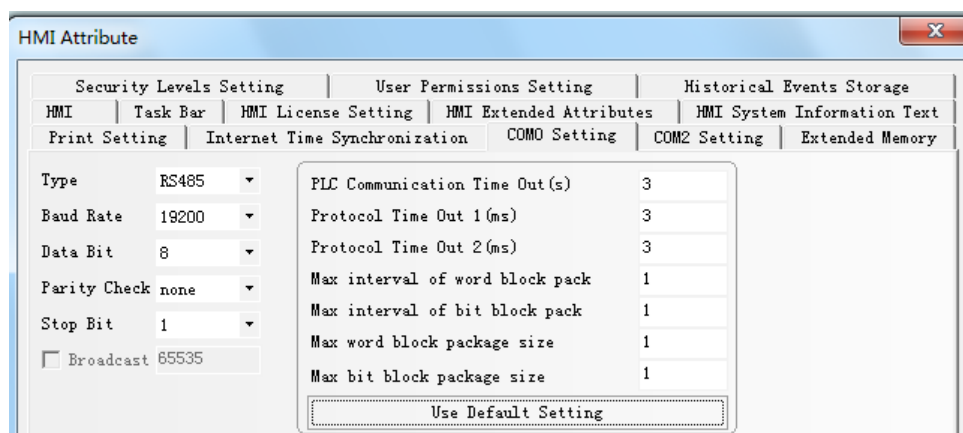 HMI Attribute
Security Levels Setting User Permissions Setting Historical Events Storage
HMI Task Bar HMI License Setting HMI Extended Attributes HMI System Information Text
Print Setting Internet Time Synchronization COM0 Setting COM2 Setting Extended Memory
Type RS485 PLC Communication Time Out(s) 3
Baud Rate 19200 Protocol Time Out 1(ms) 3
Data Bit 8 Protocol Time Out 2(ms) 3
Parity Check none Max interval of word block pack 1
Stop Bit 1 Max interval of bit block pack 1
Broadcast 65535 Max word block package size 1
Max bit block package size 1
Use Default Setting